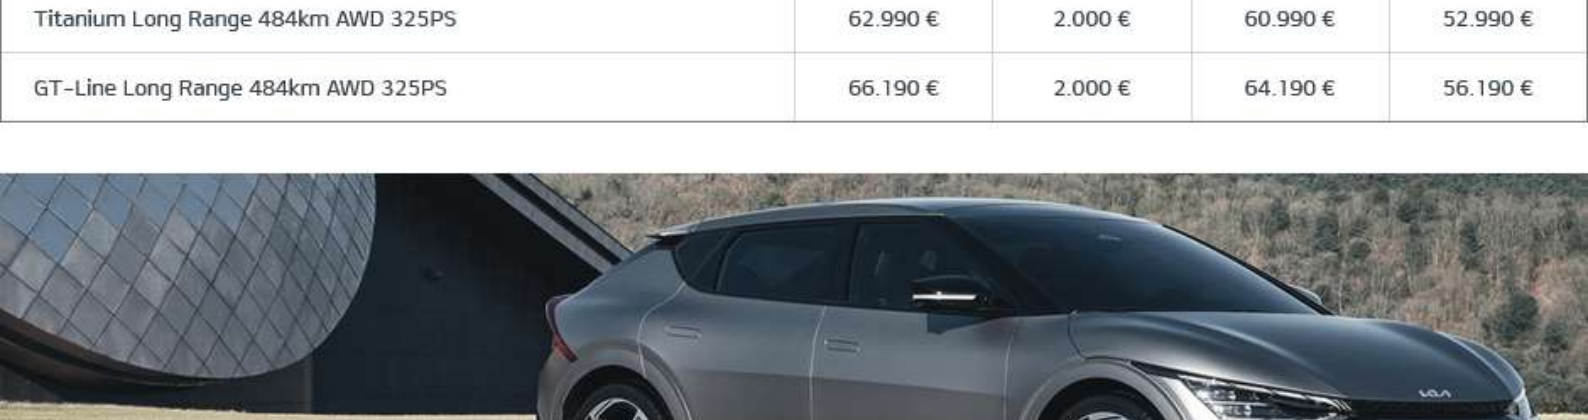 Titanium Long Range 484km AWD 325PS 62.990 € 2.000 € 60.990 € 52.990 €
GT-Line Long Range 484km AWD 325PS 66.190 € 2.000 € 64.190 € 56.190 €
KIA